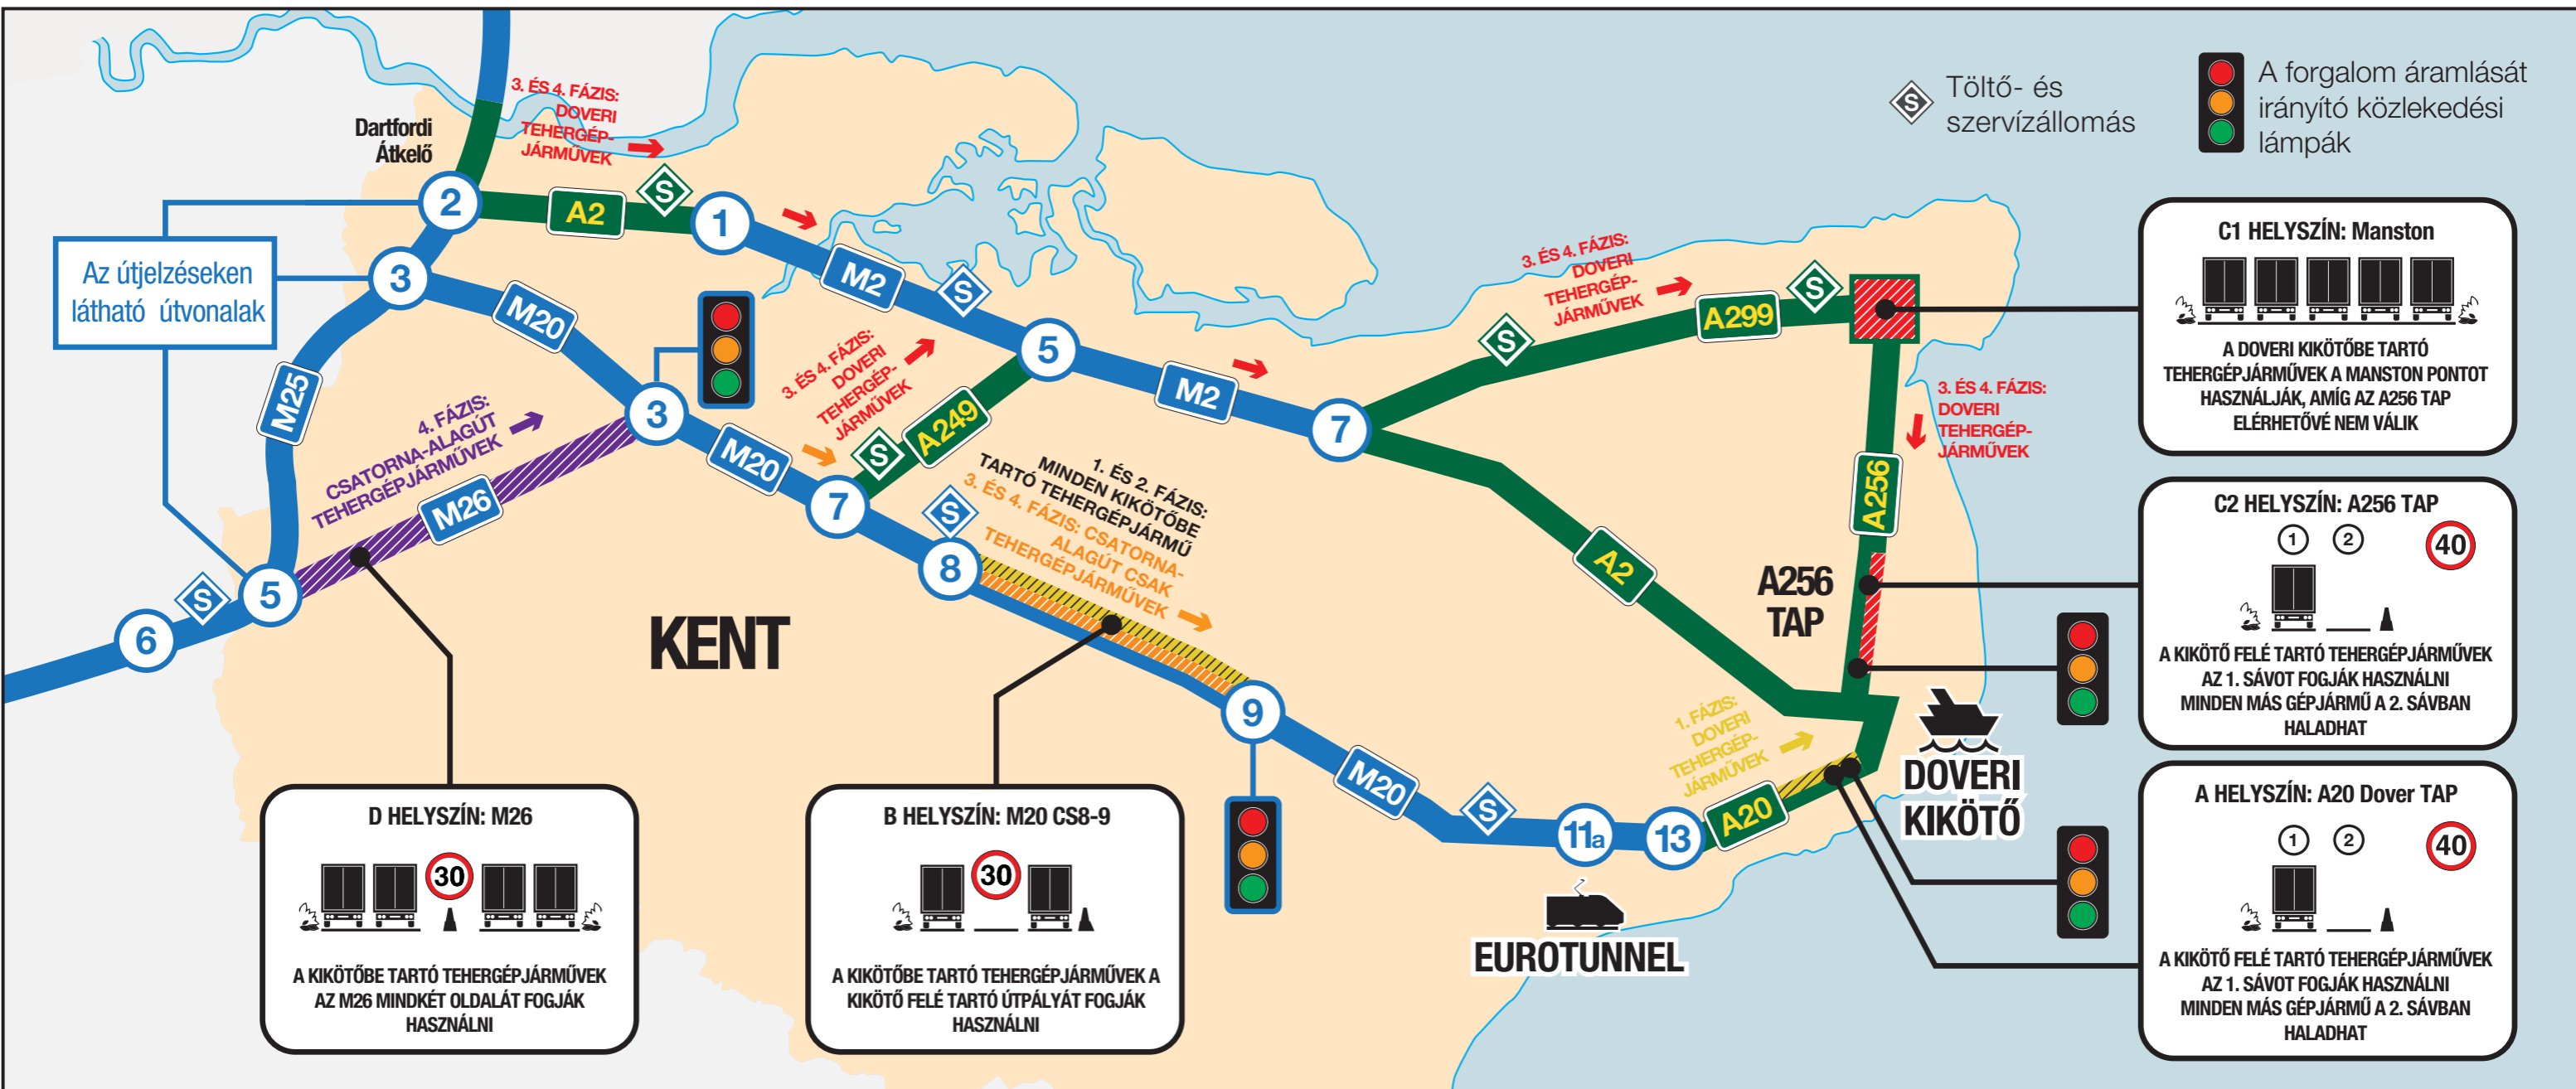 3. ÉS 4. FÁZIS:
DOVERI
TEHERGÉP-
JÁRMŰVEK
Dartfordi
Átkelő
S
Töltő- és
szervízállomás
A forgalom áramlását
irányító közlekedési
lámpák
2
A2
S
1
Az útjelzéseken
látható útvonalak
3
M20
M2
S
3. ÉS 4. FÁZIS:
DOVERI
TEHERGÉP-
JÁRMŰVEK
S
A299
S
C1 HELYSZÍN: Manston
A DOVERI KIKÖTŐBE TARTÓ
TEHERGÉPJÁRMŰVEK A MANSTON PONTOT
HASZNÁLJÁK, AMÍG AZ A256 TAP
ELÉRHETŐVÉ NEM VÁLIK
M25
3
3. ÉS 4. FÁZIS:
DOVERI
TEHERGÉP-
JÁRMŰVEK
5
S
A249
M2
7
3. ÉS 4. FÁZIS:
DOVERI
TEHERGÉP-
JÁRMŰVEK
4. FÁZIS:
CSATORNA-ALAGÚT
TEHERGÉPJÁRMŰVEK
M26
M20
7
S
8
1. ÉS 2. FÁZIS:
MINDEN KIKÖTŐBE
TARTÓ TEHERGÉPJÁRMŰ
3. ÉS 4. FÁZIS: CSATORNA-
ALAGÚT CSAK
TEHERGÉPJÁRMŰVEK
A256
A2
A256
TAP
C2 HELYSZÍN: A256 TAP
1
2
40
A KIKÖTŐ FELÉ TARTÓ TEHERGÉPJÁRMŰVEK
AZ 1. SÁVOT FOGJÁK HASZNÁLNI
MINDEN MÁS GÉPJÁRMŰ A 2. SÁVBAN
HALADHAT
6
S
5
KENT
9
M20
S
11a
13
1. FÁZIS:
DOVERI
TEHERGÉP-
JÁRMŰVEK
A20
DOVERI
KIKÖTŐ
EUROTUNNEL
D HELYSZÍN: M26
30
A KIKÖTŐBE TARTÓ TEHERGÉPJÁRMŰVEK
AZ M26 MINDKÉT OLDALÁT FOGJÁK
HASZNÁLNI
B HELYSZÍN: M20 CS8-9
30
A KIKÖTŐBE TARTÓ TEHERGÉPJÁRMŰVEK A
KIKÖTŐ FELÉ TARTÓ ÚTPÁLYÁT FOGJÁK
HASZNÁLNI
A HELYSZÍN: A20 Dover TAP
1
2
40
A KIKÖTŐ FELÉ TARTÓ TEHERGÉPJÁRMŰVEK
AZ 1. SÁVOT FOGJÁK HASZNÁLNI
MINDEN MÁS GÉPJÁRMŰ A 2. SÁVBAN
HALADHAT